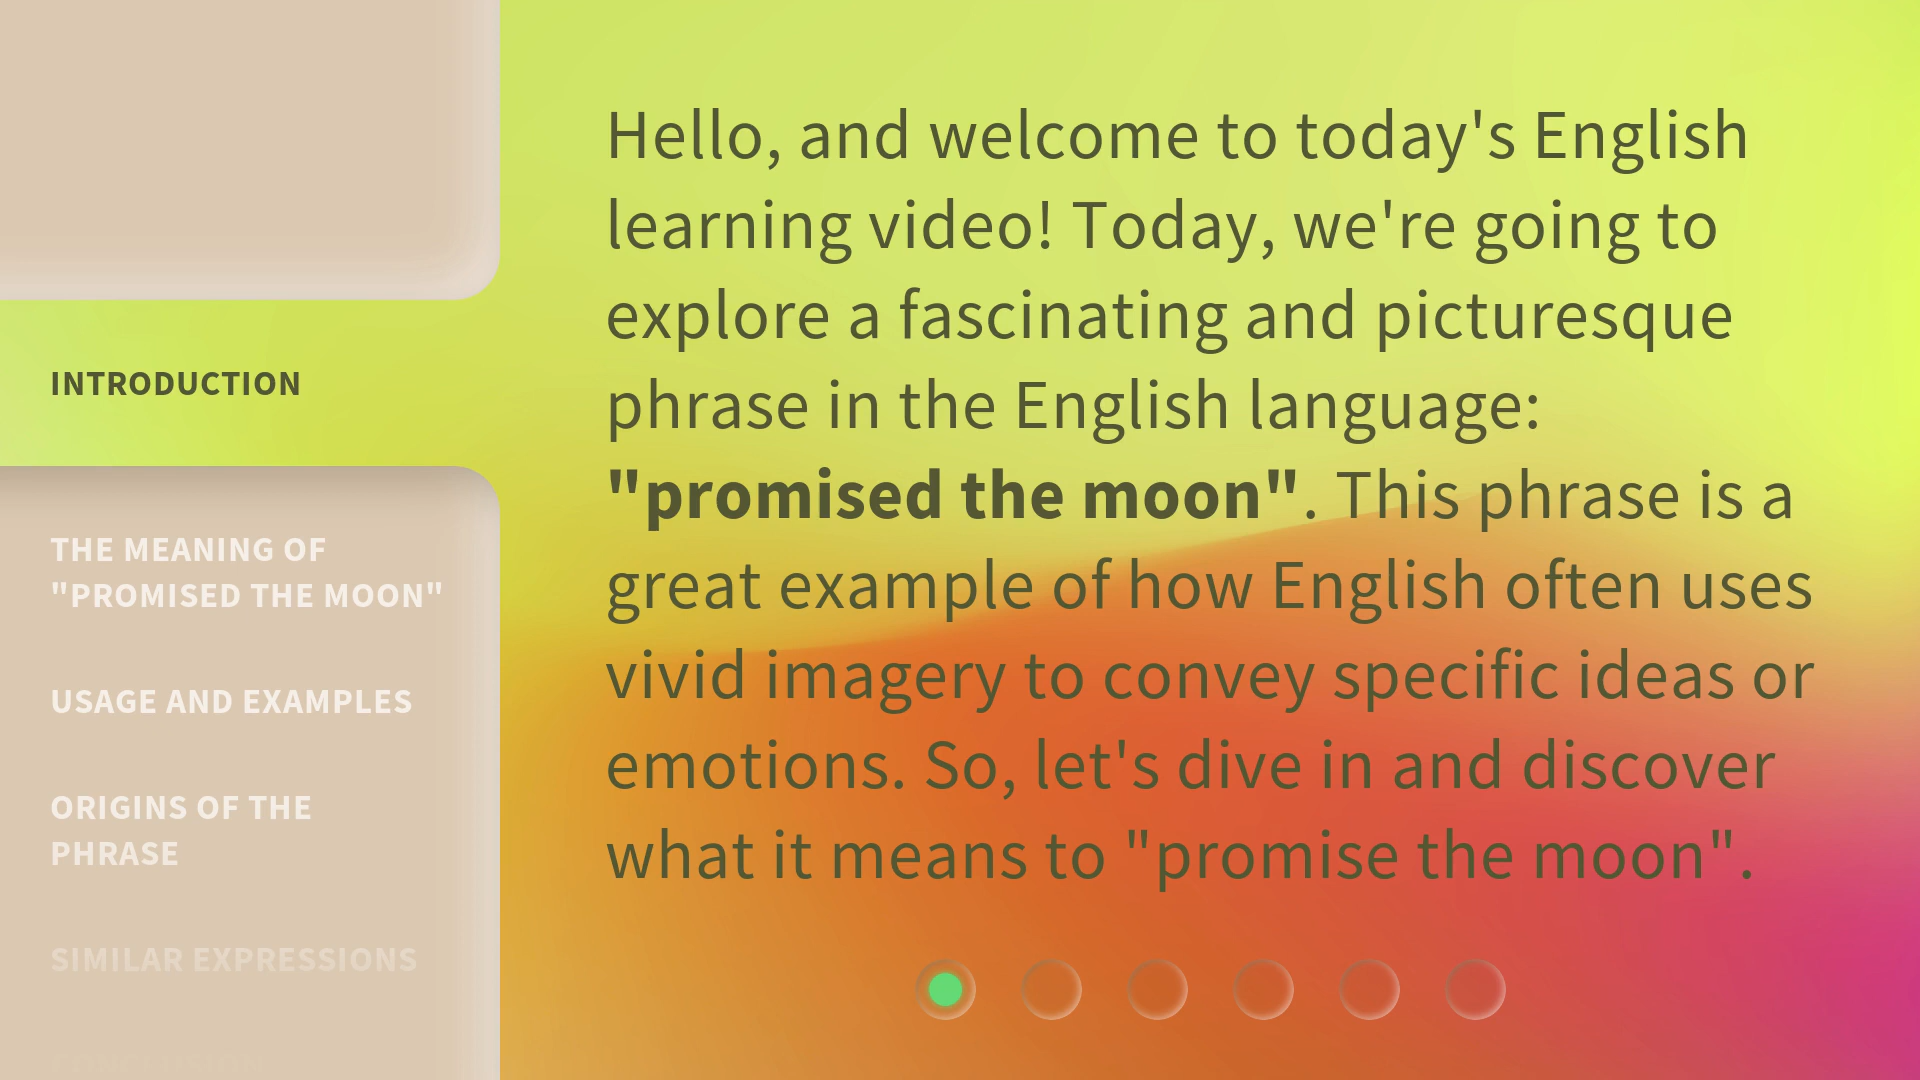 INTRODUCTION
THE MEANING OF
"PROMISED THE MOON"
USAGE AND EXAMPLES
ORIGINS OF THE
PHRASE
SIMILAR EXPRESSIONS
CONCLUSION
Hello, and welcome to today's English
learning video! Today, we're going to
explore a fascinating and picturesque
phrase in the English language:
"promised the moon". This phrase is a
great example of how English often uses
vivid imagery to convey specific ideas or
emotions. So, let's dive in and discover
what it means to "promise the moon".